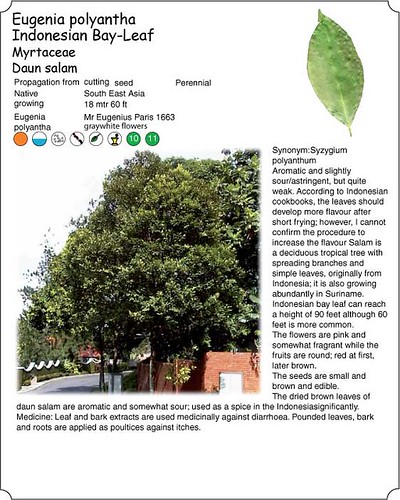 Eugenia polyantha
Indonesian Bay-Leaf
Myrtaceae
Daun salam
Propagation from cutting seed Perennial
Native South East Asia
growing 18 mtr 60 ft
Eugenia Mr Eugenius Paris 1663
polyantha graywhite flowers
10 11
Synonym:Syzygium
polyanthum
Aromatic and slightly
sour/astringent, but quite
weak. According to Indonesian
cookbooks, the leaves should
develop more flavour after
short frying; however, I cannot
confirm the procedure to
increase the flavour Salam is
a deciduous tropical tree with
spreading branches and
simple leaves, originally from
Indonesia; it is also growing
abundantly in Suriname.
Indonesian bay leaf can reach
a height of 90 feet although 60
feet is more common.
The flowers are pink and
somewhat fragrant while the
fruits are round; red at first,
later brown.
The seeds are small and
brown and edible.
The dried brown leaves of
daun salam are aromatic and somewhat sour; used as a spice in the Indonesiasignificantly.
Medicine: Leaf and bark extracts are used medicinally against diarrhoea. Pounded leaves, bark
and roots are applied as poultices against itches.